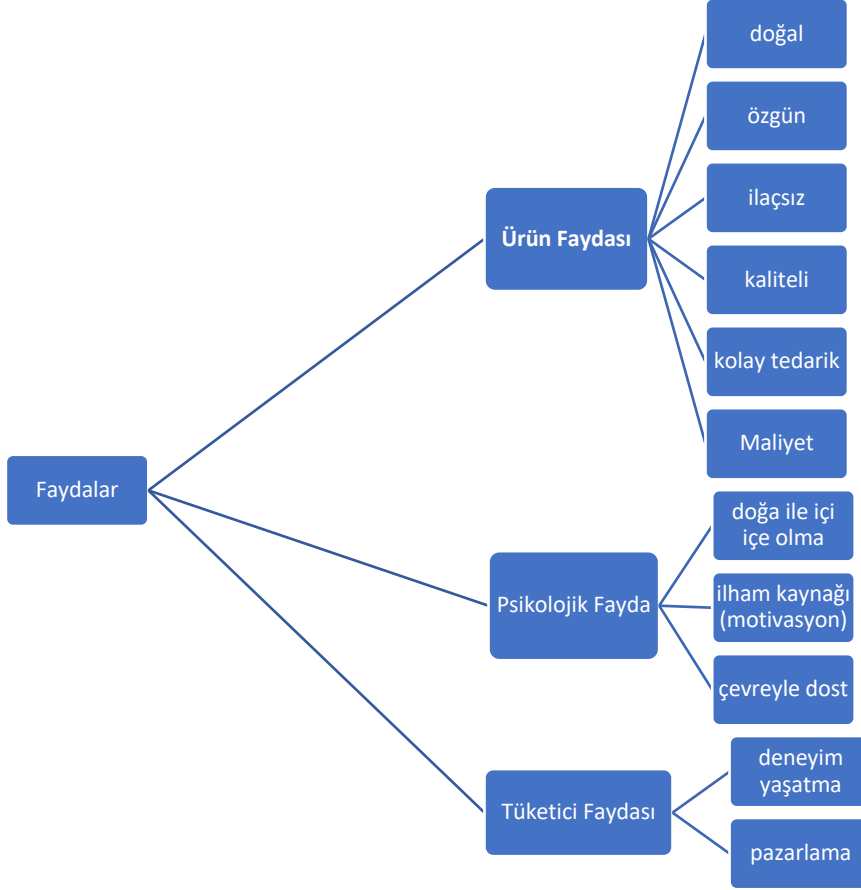 Faydalar
Ürün Faydası
doğal
özgün
ilaçsız
kaliteli
kolay tedarik
Maliyet
Psikolojik Fayda
doğa ile içi
içe olma
ilham kaynağı
(motivasyon)
çevreyle dost
Tüketici Faydası
deneyim
yaşatma
pazarlama